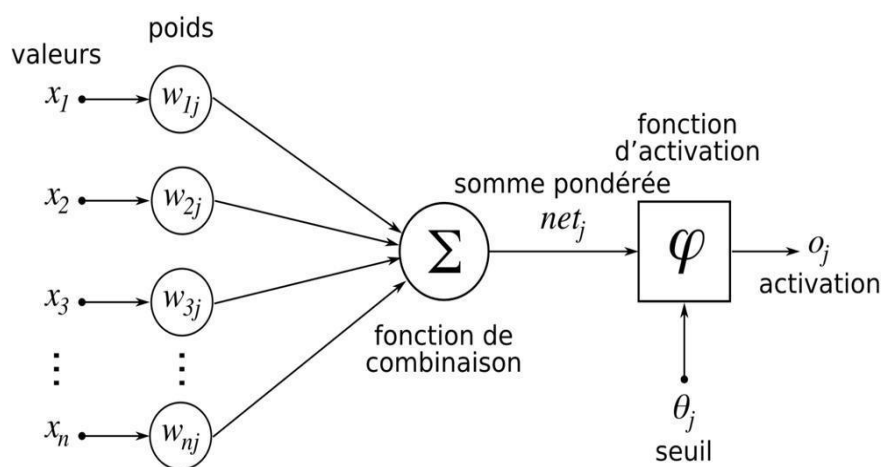 valeurs
poids
x1
w1j
x2
w2j
x3
w3j
xn
wnj
Σ
fonction de
combinaison
somme pondérée
netj
fonction
d'activation
φ
oj
activation
θj
seuil